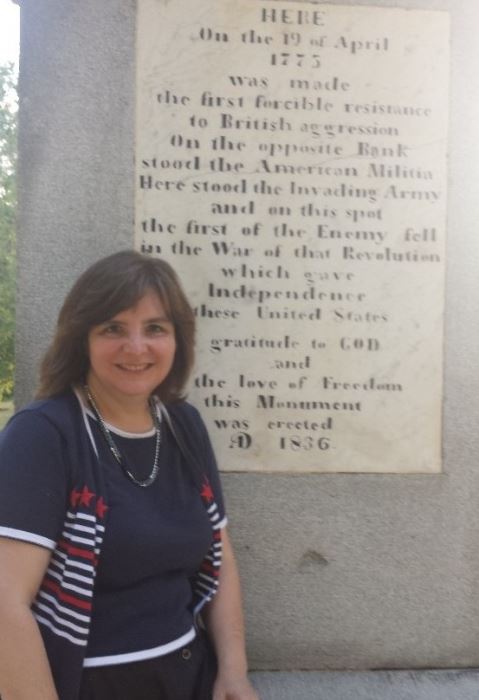 HERE
On the 19 of April
1775
was made
the first forcible resistance
to British aggression
On the opposite Bank
stood the American Militia
Here stood the Invading Army
and on this spot
the first of the Enemy fell
in the War of that Revolution
which gave
Independence
these United States
gratitude to GOD
and
the love of Freedom
this Monument
was erected
AD 1836.